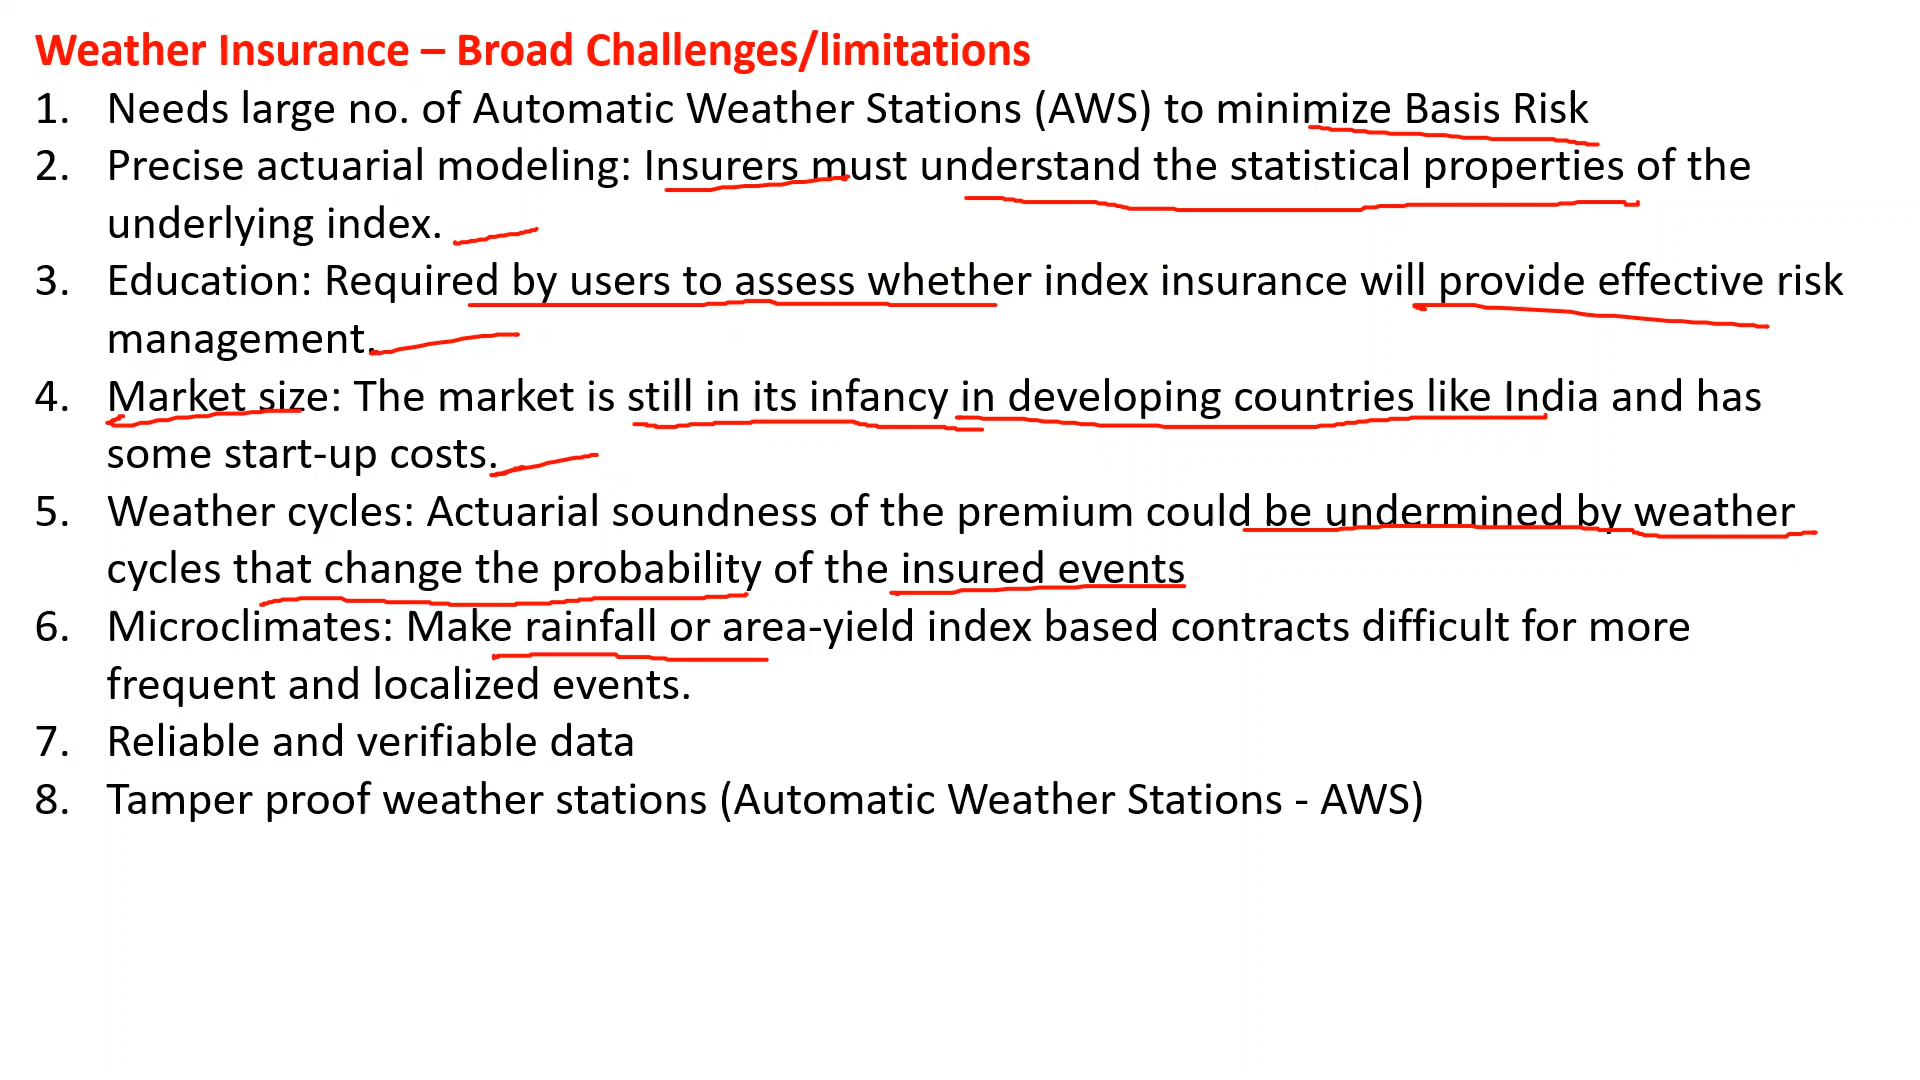 Weather Insurance – Broad Challenges/limitations
1. Needs large no. of Automatic Weather Stations (AWS) to minimize Basis Risk
2. Precise actuarial modeling: Insurers must understand the statistical properties of the
underlying index.
3. Education: Required by users to assess whether index insurance will provide effective risk
management.
4. Market size: The market is still in its infancy in developing countries like India and has
some start-up costs.
5. Weather cycles: Actuarial soundness of the premium could be undermined by weather
cycles that change the probability of the insured events
6. Microclimates: Make rainfall or area-yield index based contracts difficult for more
frequent and localized events.
7. Reliable and verifiable data
8. Tamper proof weather stations (Automatic Weather Stations - AWS)